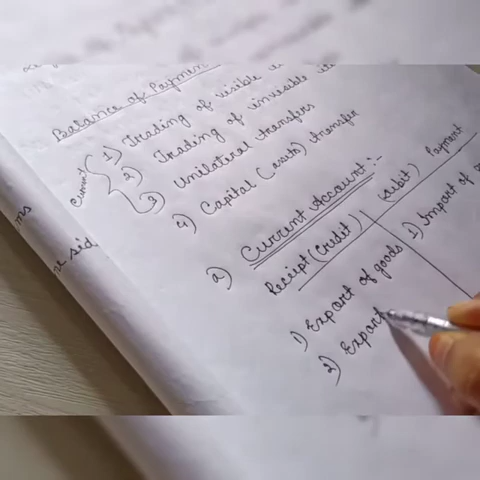 Balance of Payment
Current
1) Trading of visible
2) Trading of invisible
3) Unilateral transfers
4) Capital (assets) transfer
a) Current Account:-
Receipt (Credit) (debit) Payment
1) Export of goods 1) Import of
2) Export